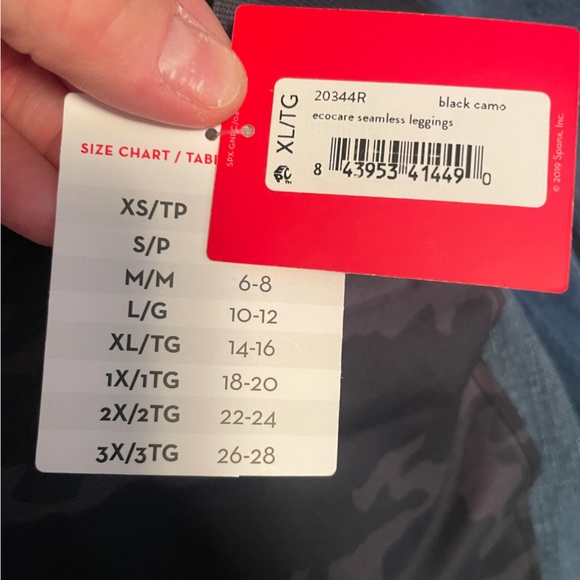 20344R black camo
ecocare seamless leggings
XL/TG
8 43953 41449 0
© 2019 Spanx, Inc.
SIZE CHART /
XS/TP
S/P
M/M 6-8
L/G 10-12
XL/TG 14-16
1X/1TG 18-20
2X/2TG 22-24
3X/3TG 26-28